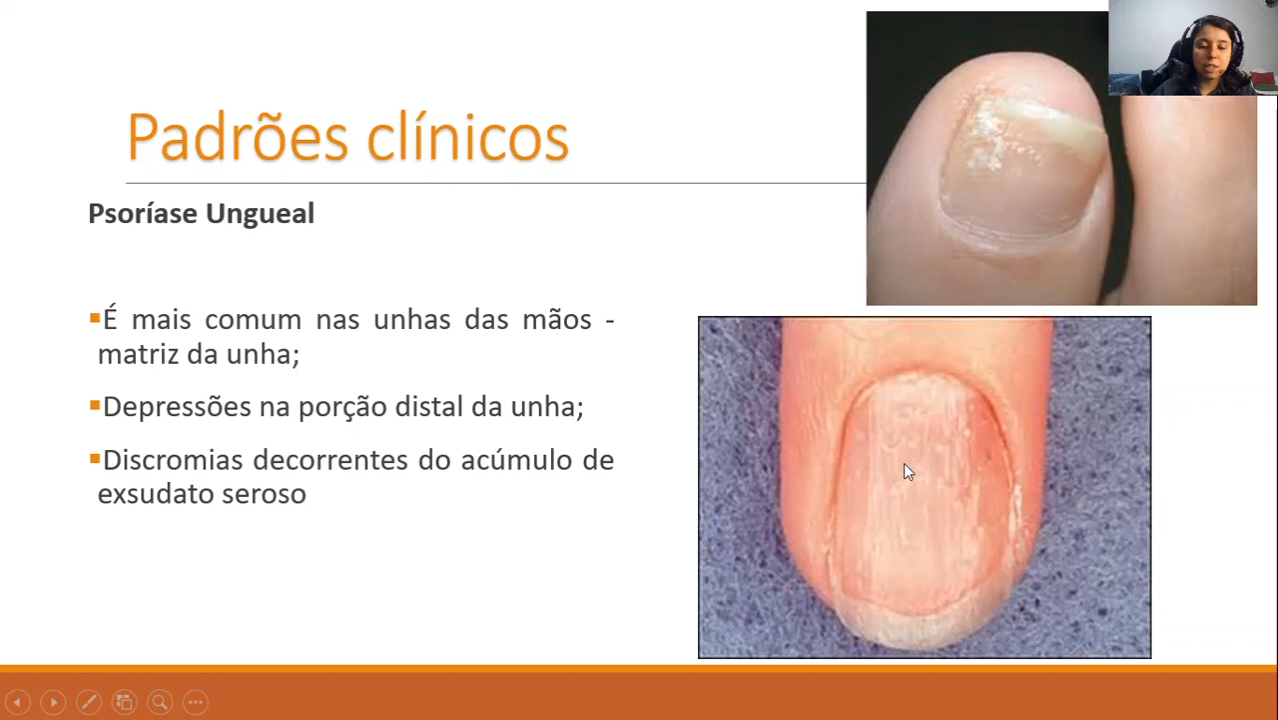 Padrões clínicos
Psoríase Ungueal
É mais comum nas unhas das mãos -
matriz da unha;
Depressões na porção distal da unha;
Discromias decorrentes do acúmulo de
exsudato seroso